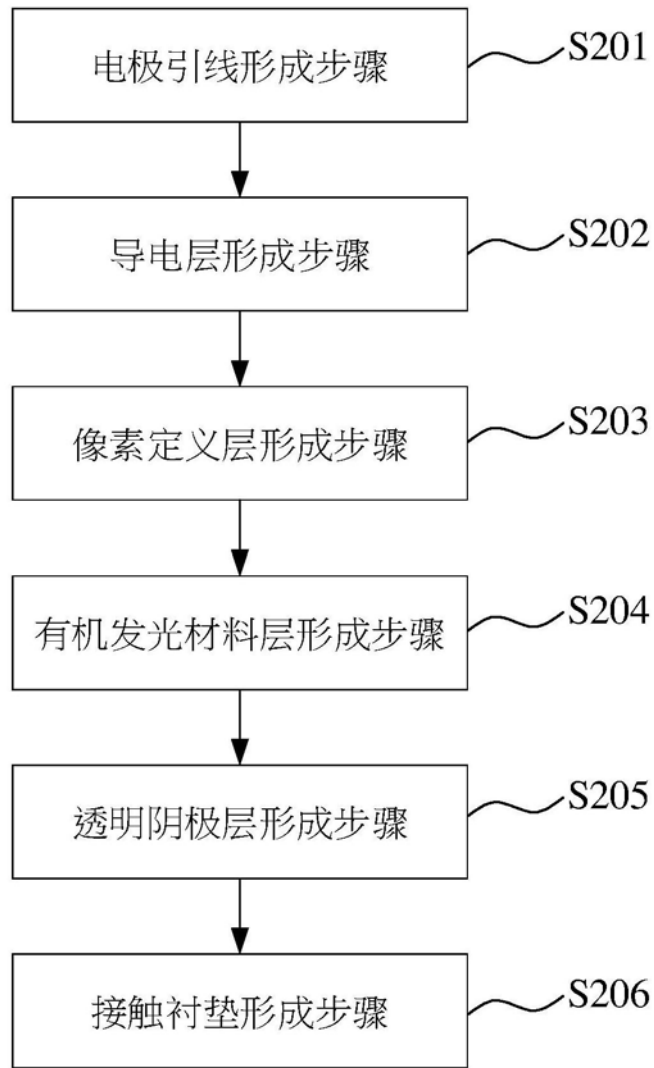 电极引线形成步骤
S201
导电层形成步骤
S202
像素定义层形成步骤
S203
有机发光材料层形成步骤
S204
透明阴极层形成步骤
S205
接触衬垫形成步骤
S206